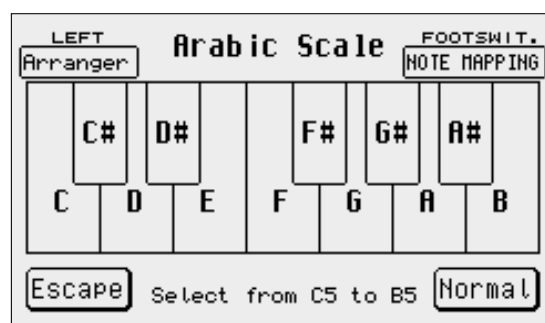 LEFT
Arranger
Arabic Scale
FOOTSWIT.
NOTE MAPPING
C# D# F# G# A#
C D E F G A B
Escape
Select from C5 to B5
Normal